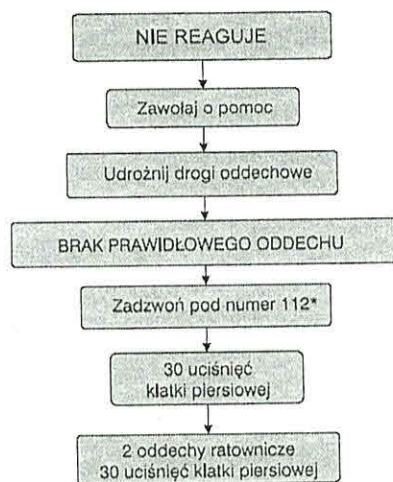 NIE REAGUJE
Zawołaj o pomoc
Udrożnij drogi oddechowe
BRAK PRAWIDŁOWEGO ODDECHU
Zadzwoń pod numer 112*
30 uciśnięć
klatki piersiowej
2 oddechy ratownicze
30 uciśnięć klatki piersiowej